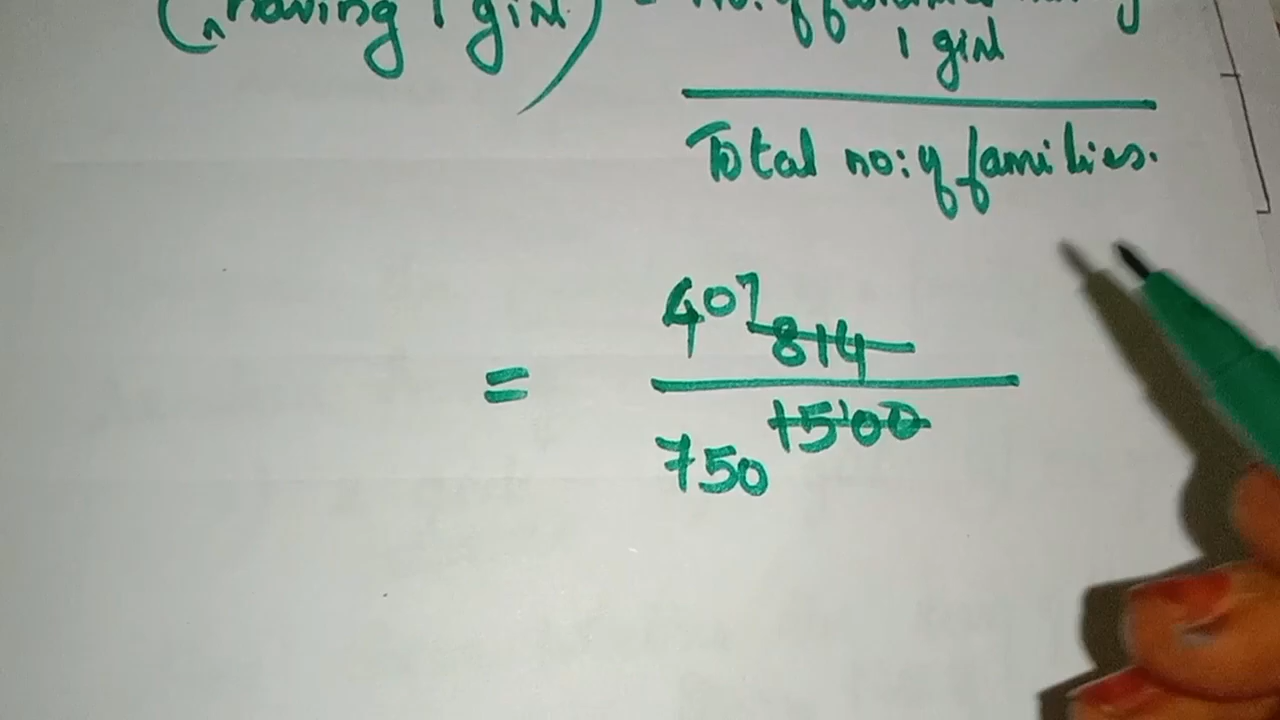 (having 1 girl) =
1 girl
Total no: of families.
= 407 814
750 1500